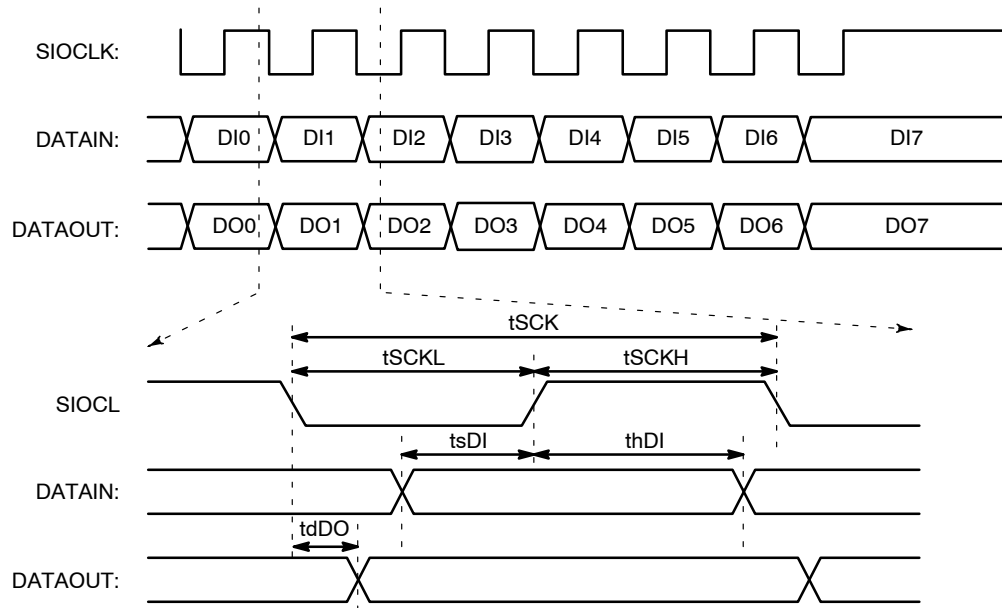 SIOCLK:
DATAIN: DI0 DI1 DI2 DI3 DI4 DI5 DI6 DI7
DATAOUT: DO0 DO1 DO2 DO3 DO4 DO5 DO6 DO7
tSCK
tSCKL tSCKH
SIOCL
tsDI thDI
DATAIN:
tdDO
DATAOUT: